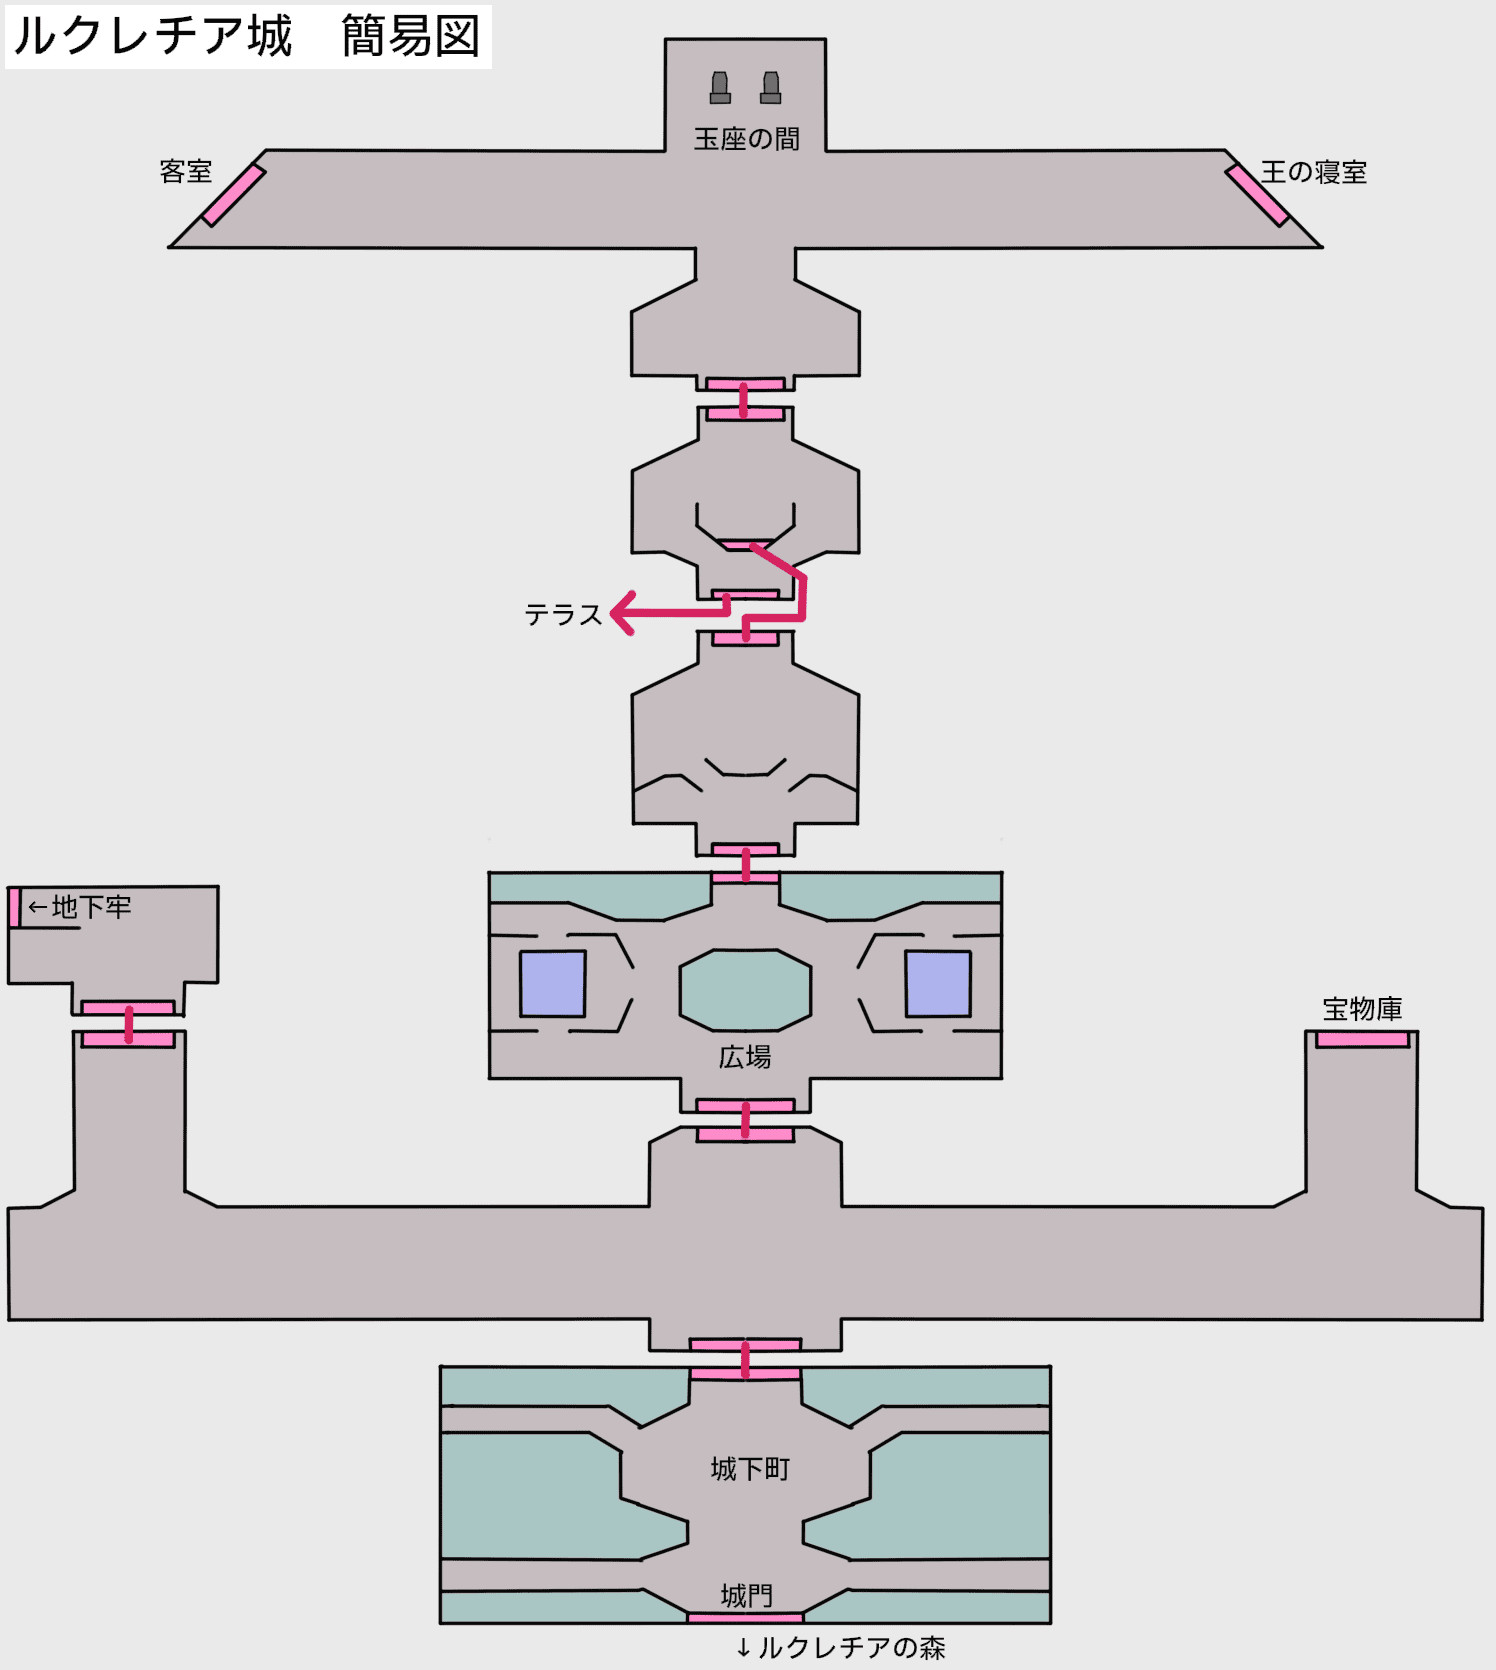 ルクレチア城　簡易図
玉座の間
客室
王の寝室
テラス
←地下牢
宝物庫
広場
城下町
城門
↓ルクレチアの森